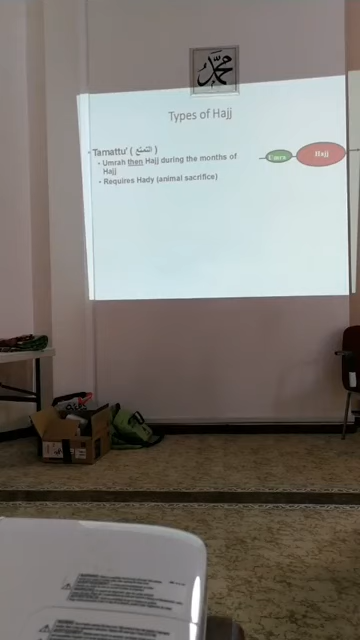 محمد
Types of Hajj
- Tamattu' ( التمتع )
- Umrah then Hajj during the months of
Hajj
- Requires Hady (animal sacrifice)
Umra
Hajj